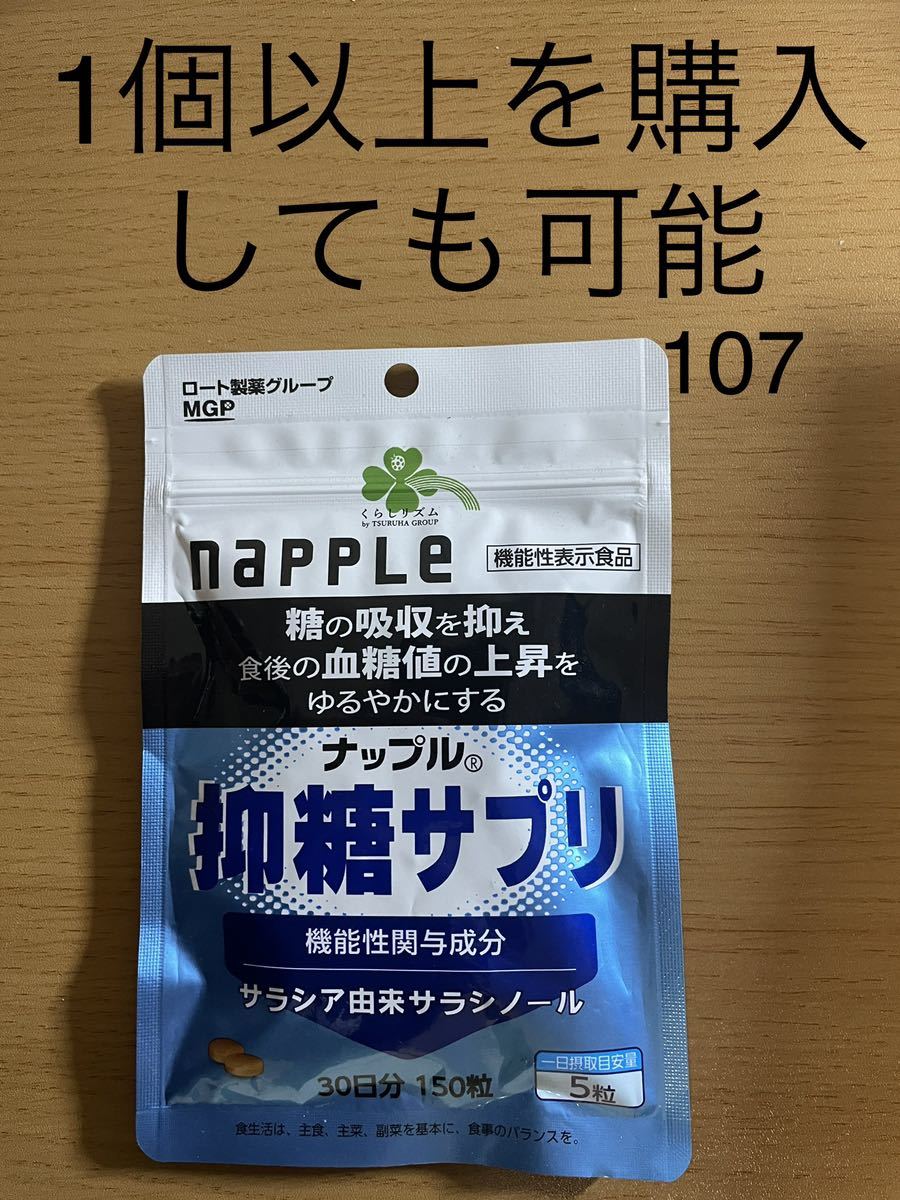 1個以上を購入
しても可能
107
ロート製薬グループ
MGP
くらしリズム
by TSURUHA GROUP
napple
機能性表示食品
糖の吸収を抑え
食後の血糖値の上昇を
ゆるやかにする
ナップル®
抑糖サプリ
機能性関与成分
サラシア由来サラシノール
一日摂取目安量
5粒
30日分 150粒
食生活は、主食、主菜、副菜を基本に、食事のバランスを。